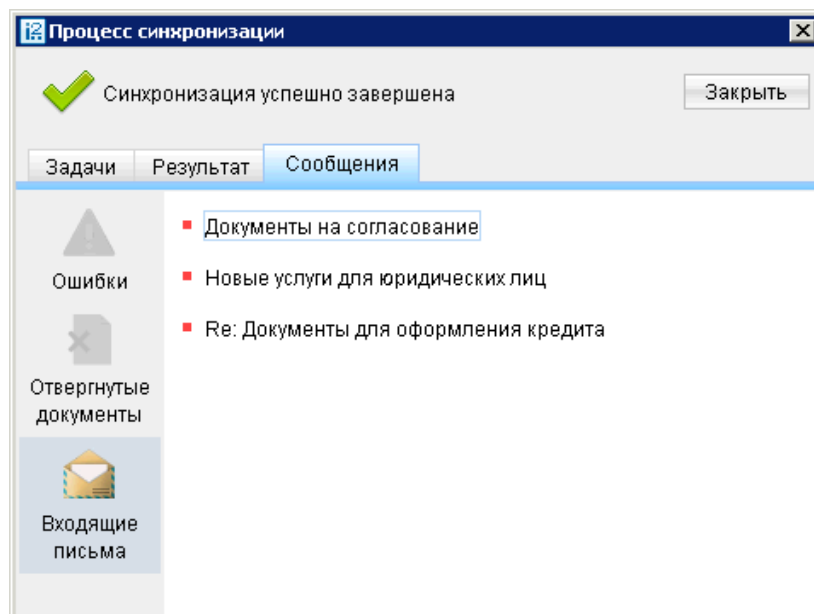 Процесс синхронизации
Синхронизация успешно завершена
Закрыть
Задачи
Результат
Сообщения
Ошибки
Отвергнутые
документы
Входящие
письма
Документы на согласование
Новые услуги для юридических лиц
Re: Документы для оформления кредита